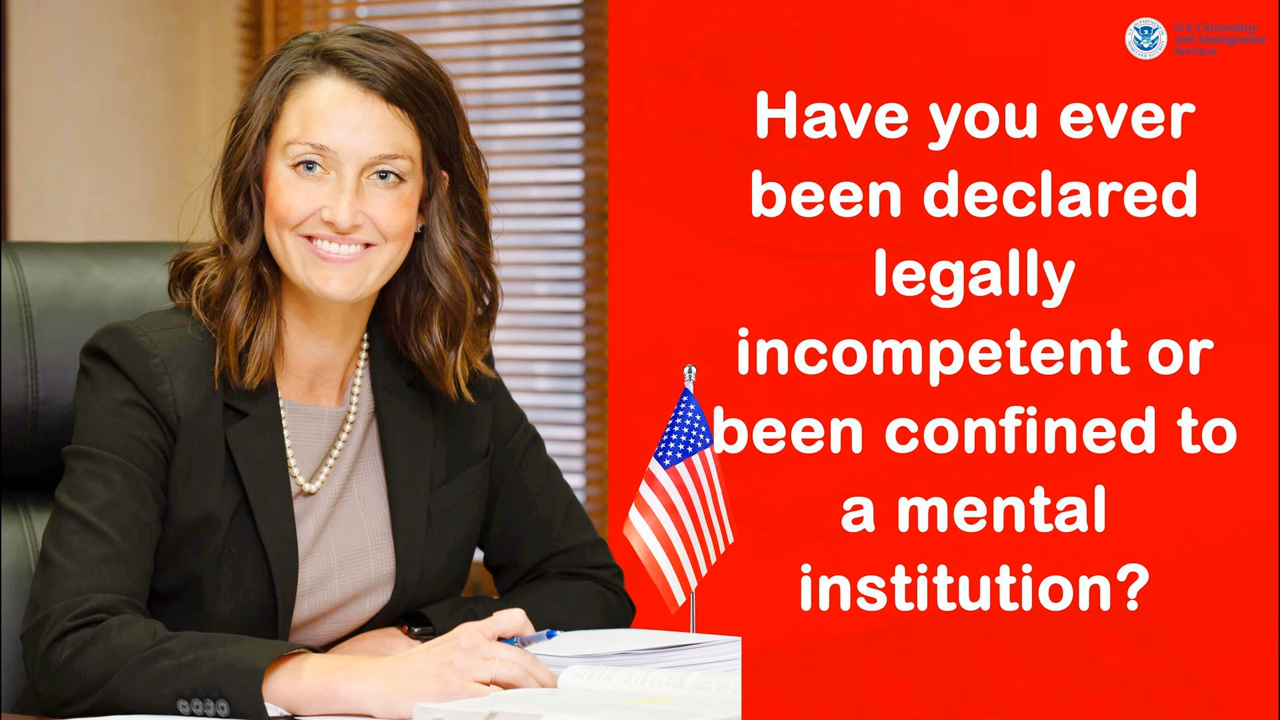 U.S. Citizenship
and Immigration
Services
Have you ever
been declared
legally
incompetent or
been confined to
a mental
institution?